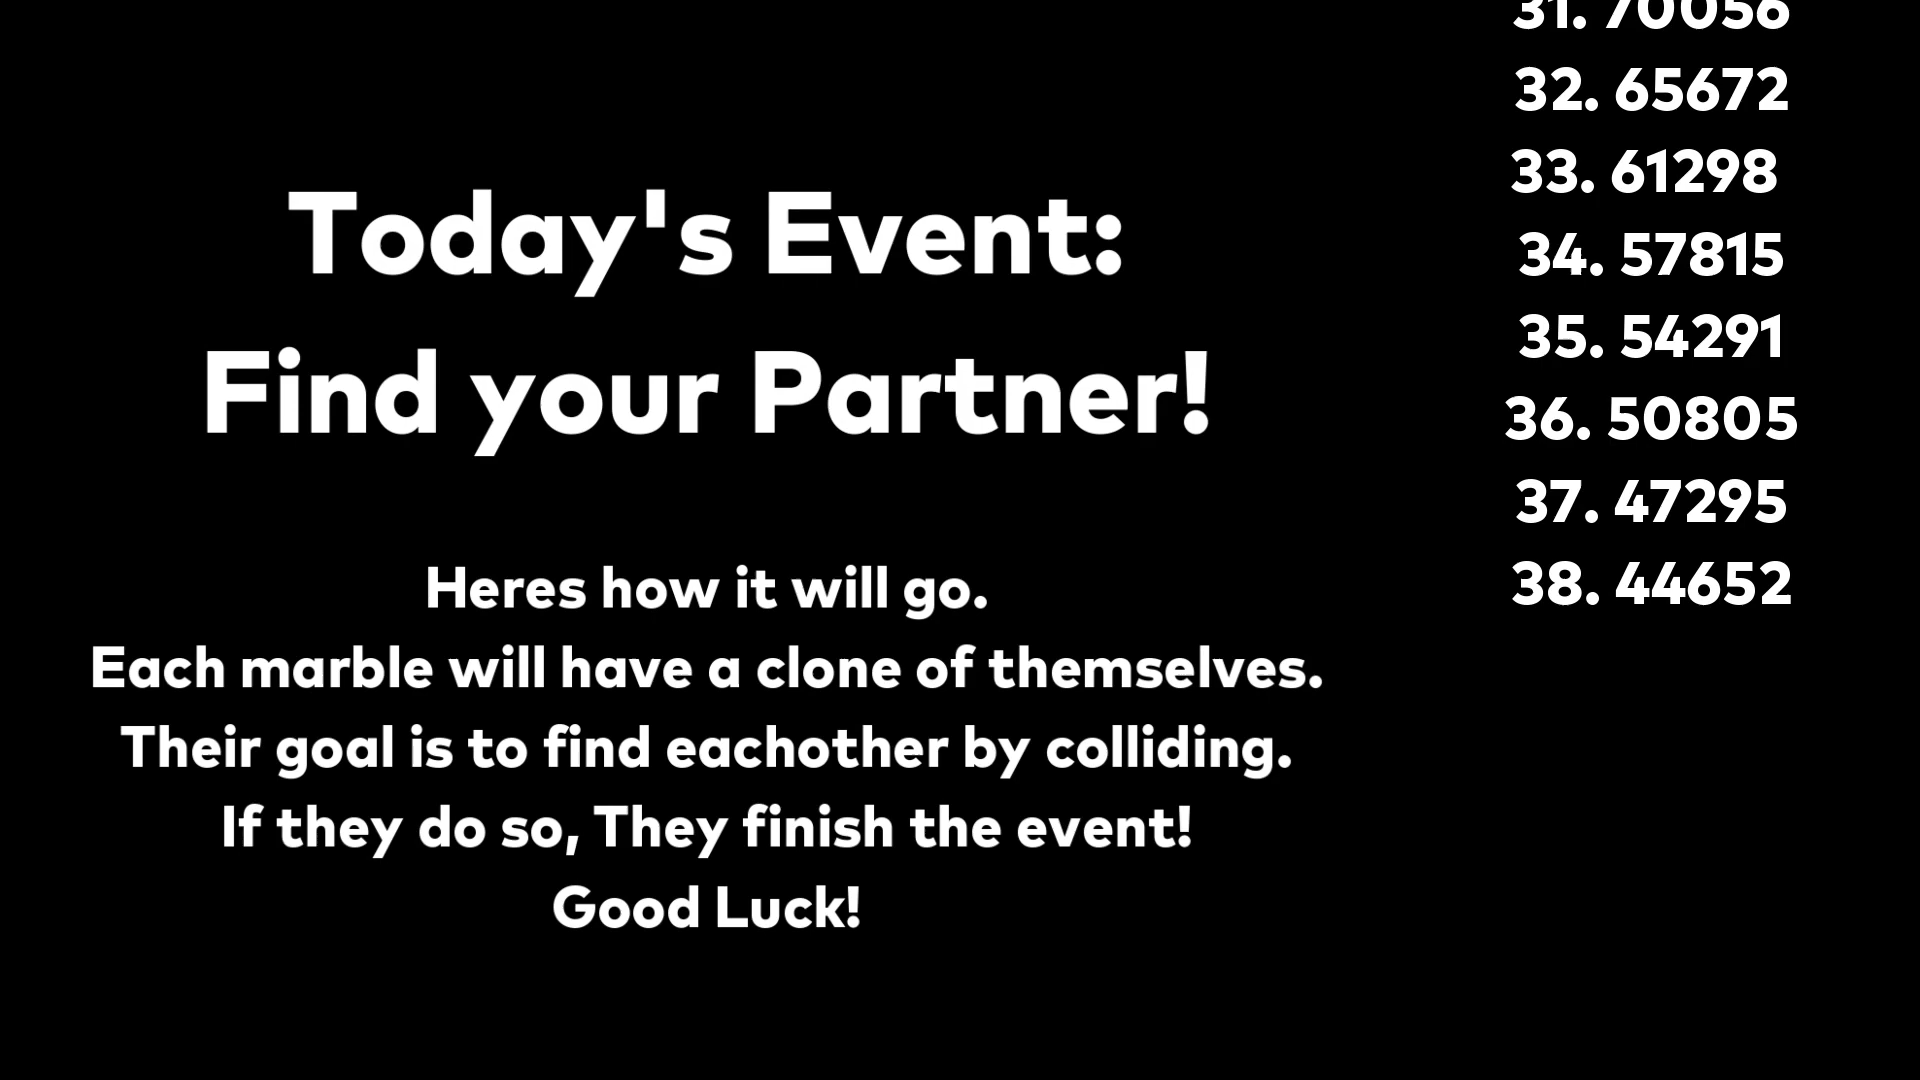 Today's Event:
Find your Partner!
Heres how it will go.
Each marble will have a clone of themselves.
Their goal is to find eachother by colliding.
If they do so, They finish the event!
Good Luck!
31. 70056
32. 65672
33. 61298
34. 57815
35. 54291
36. 50805
37. 47295
38. 44652